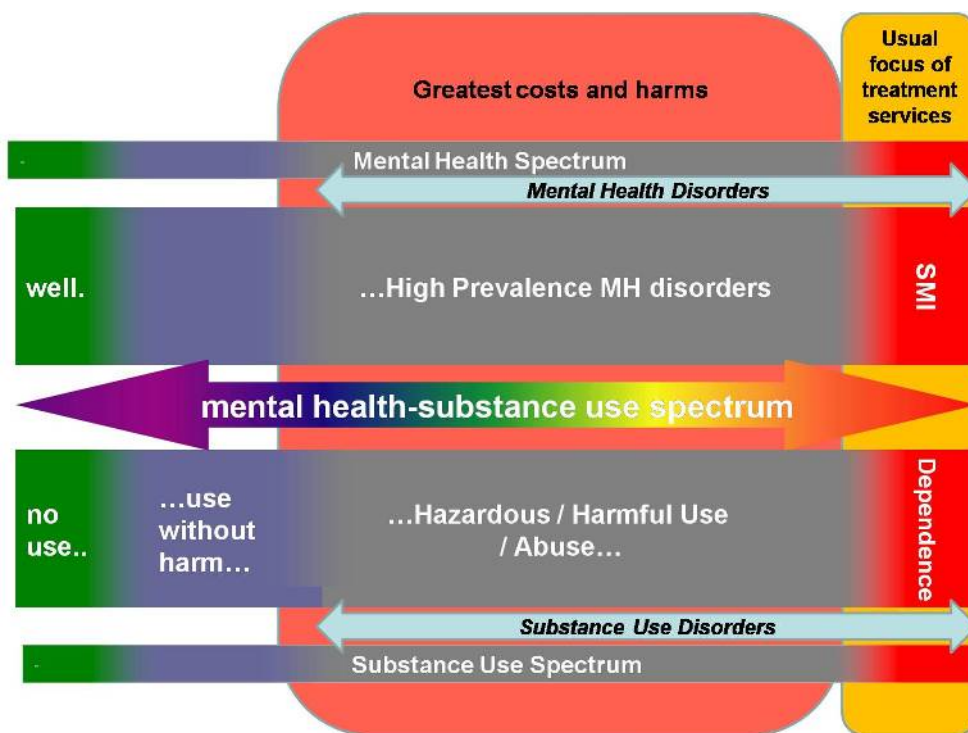 Usual
focus of
treatment
services
Greatest costs and harms
Mental Health Spectrum
Mental Health Disorders
well.
…High Prevalence MH disorders
SMI
mental health-substance use spectrum
no
use..
…use
without
harm…
…Hazardous / Harmful Use
/ Abuse…
Dependence
Substance Use Disorders
Substance Use Spectrum